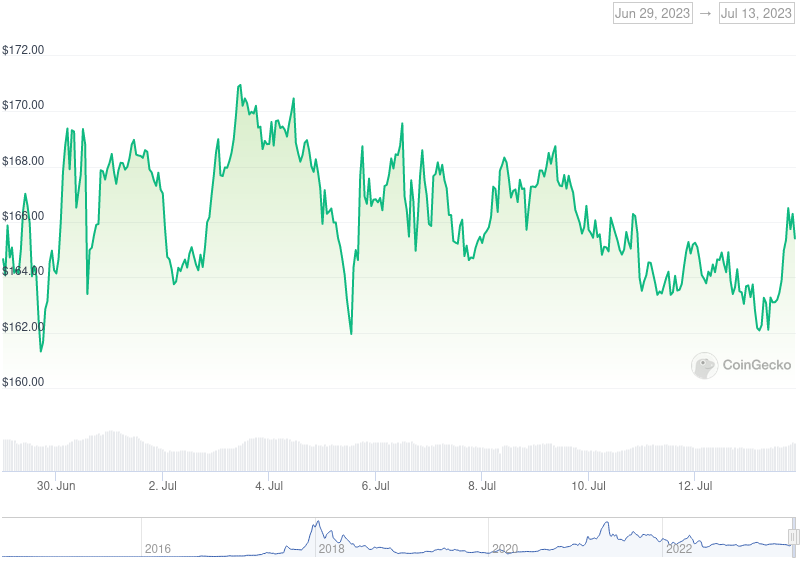 Jun 29, 2023 → Jul 13, 2023
$172.00
$170.00
$168.00
$166.00
$164.00
$162.00
$160.00
CoinGecko
30. Jun 2. Jul 4. Jul 6. Jul 8. Jul 10. Jul 12. Jul
2016 2018 2020 2022